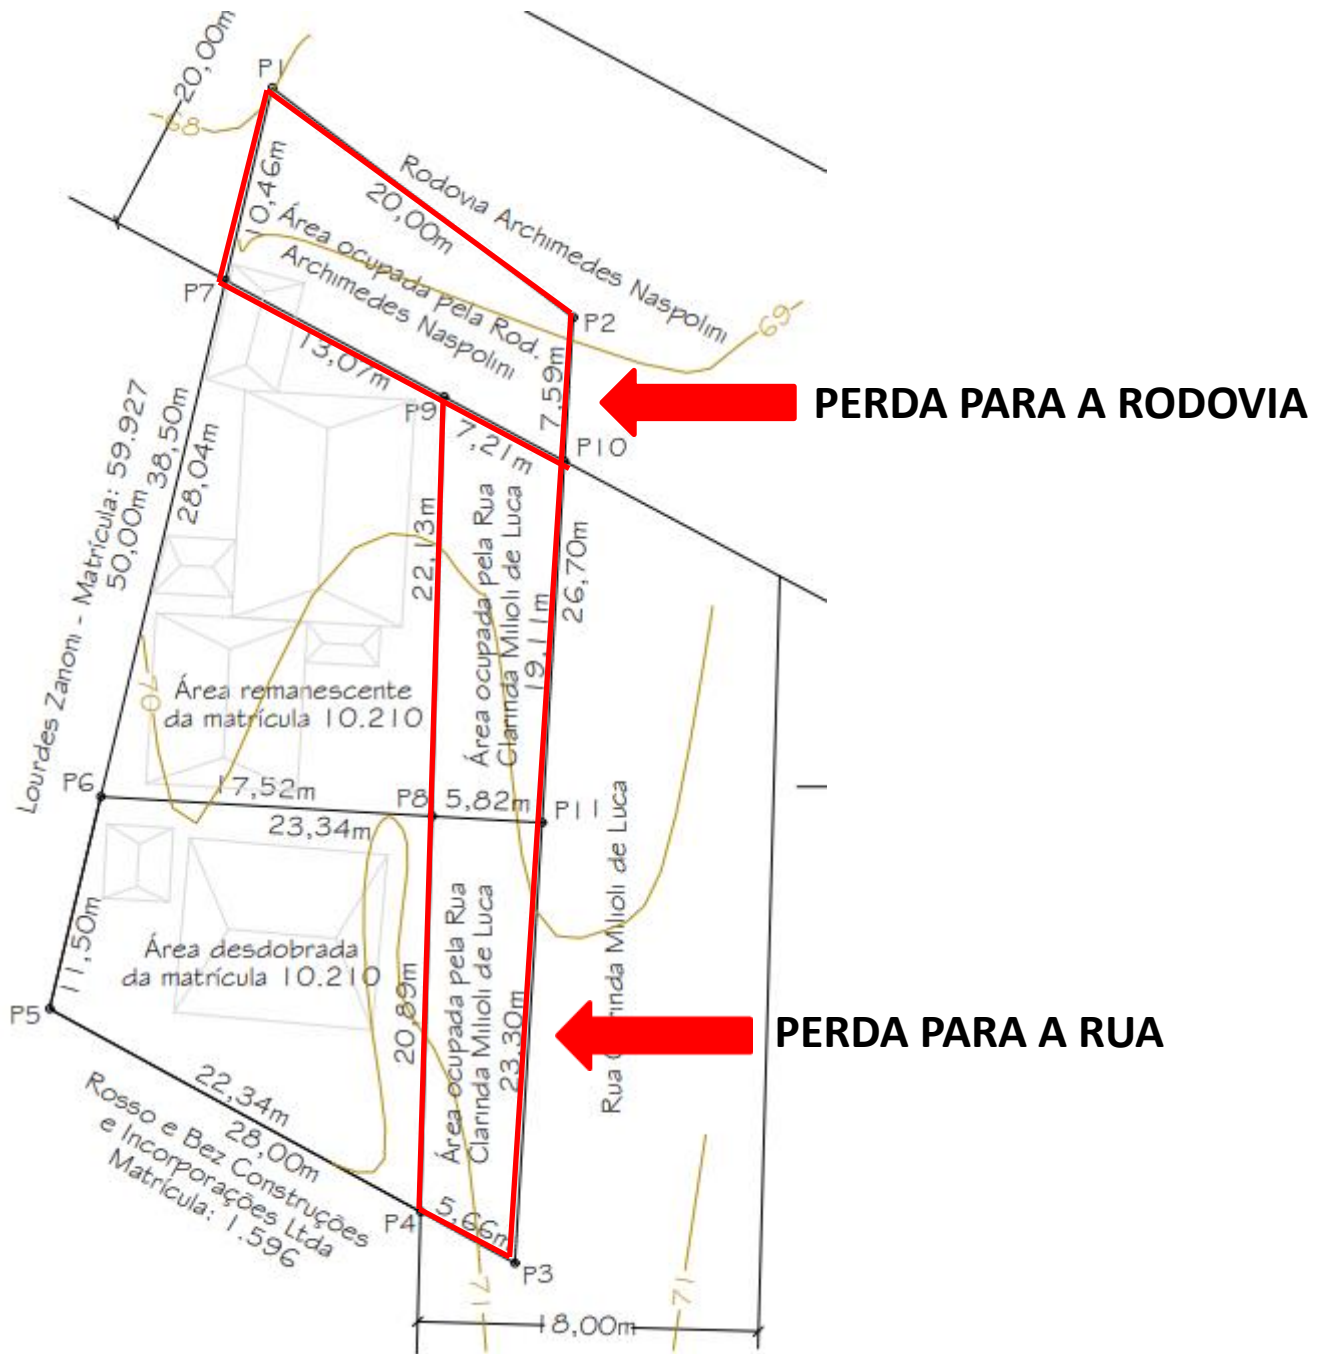 20,00m
P1
68
10,46m
Rodovia Archimedes Naspolini
20,00m
Área ocupada pela Rod.
Archimedes Naspolini
69
P7
P2
13,07m
7,59m
PERDA PARA A RODOVIA
P9
7,21m
P10
Lourdes Zanoni - Matrícula: 59.927
50,00m
38,50m
28,04m
22,13m
Área ocupada pela Rua
Clarinda Milioli de Luca
19,11m
26,70m
70
Área remanescente
da matrícula 10.210
P6
17,52m
P8
5,82m
P11
23,34m
Rua Clarinda Milioli de Luca
11,50m
Área desdobrada
da matrícula 10.210
20,89m
Área ocupada pela Rua
Clarinda Milioli de Luca
23,30m
PERDA PARA A RUA
P5
22,34m
28,00m
Rosso e Bez Construções
e Incorporações Ltda
Matrícula: 1.596
P4
5,66m
P3
71
71
18,00m